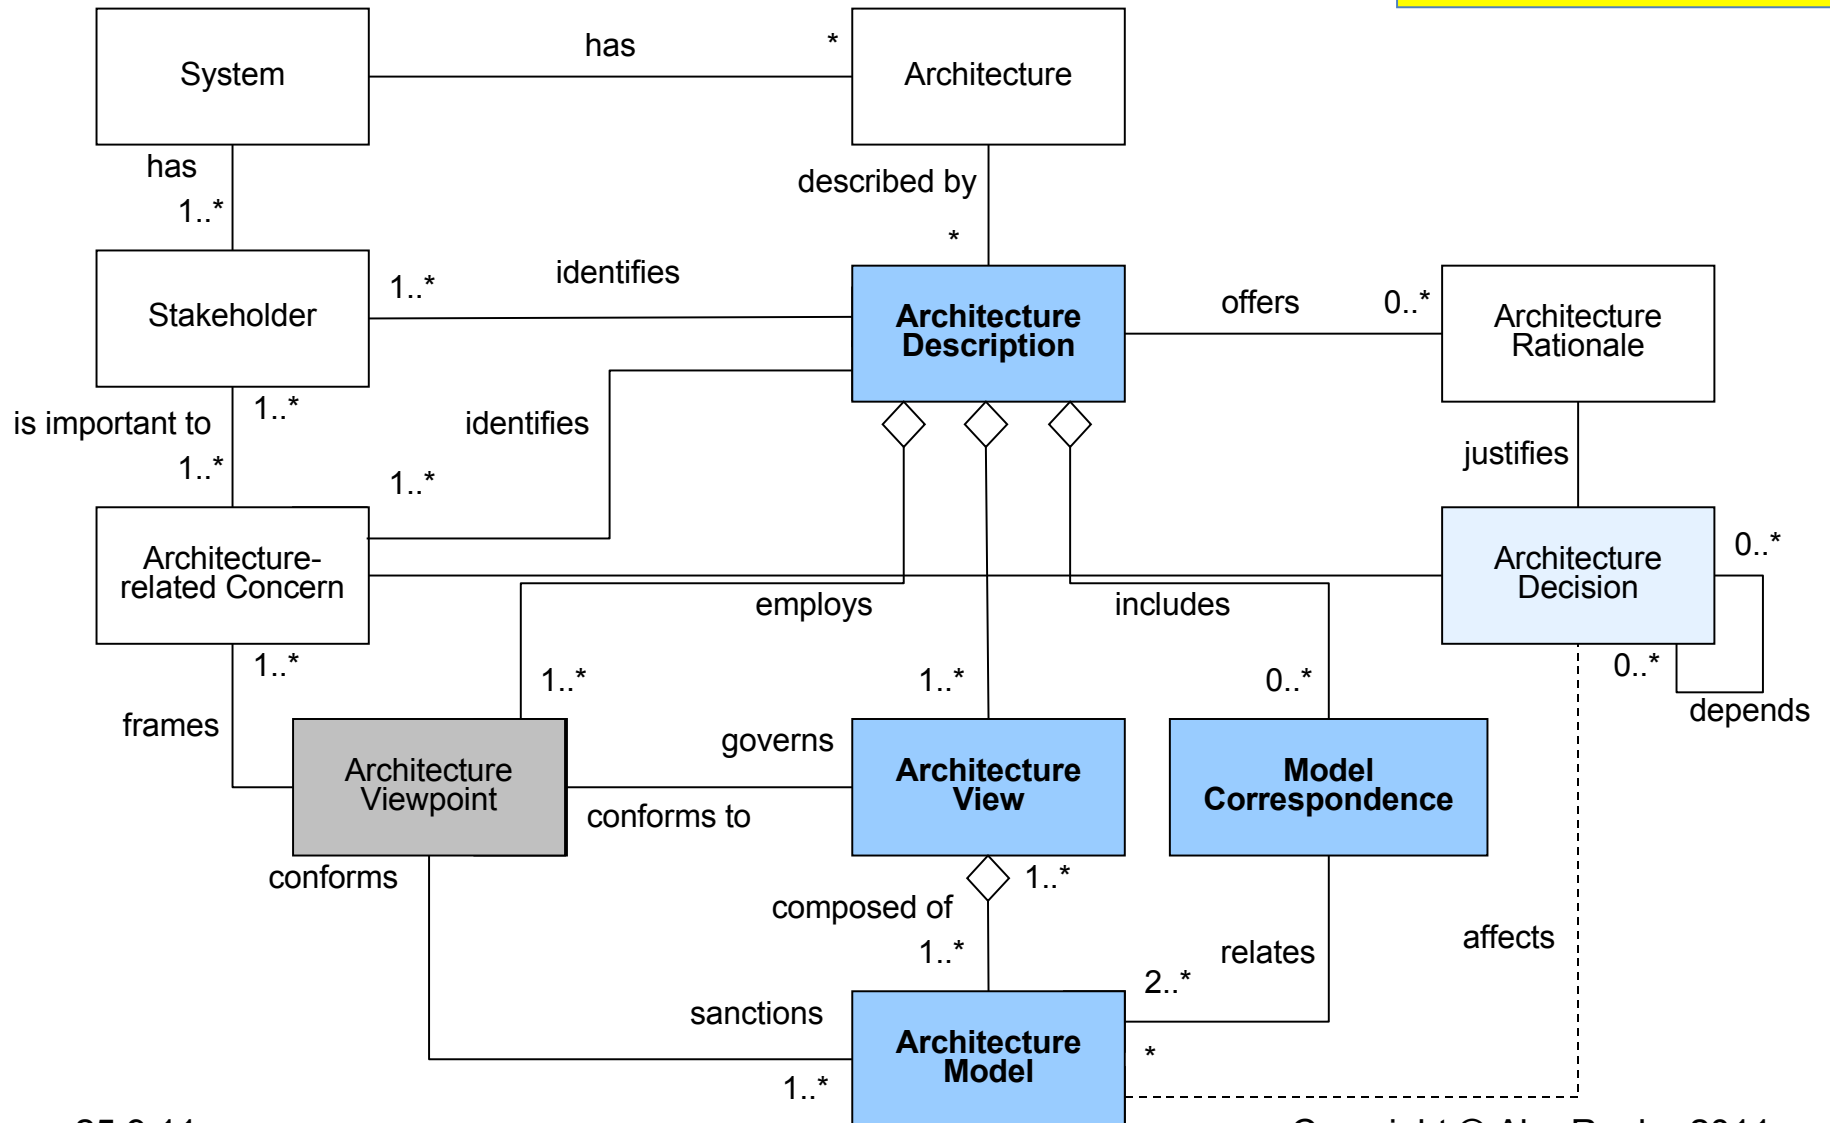 System
has
*
Architecture
has
1..*
described by
*
Stakeholder
1..*
identifies
Architecture
Description
offers
0..*
Architecture
Rationale
is important to
1..*
1..*
identifies
1..*
justifies
Architecture-
related Concern
Architecture
Decision
0..*
employs
includes
1..*
1..*
1..*
0..*
0..*
depends
frames
Architecture
Viewpoint
governs
conforms to
Architecture
View
Model
Correspondence
conforms
1..*
composed of
1..*
relates
affects
2..*
sanctions
Architecture
Model
*
1..*
Copyright ©
2011